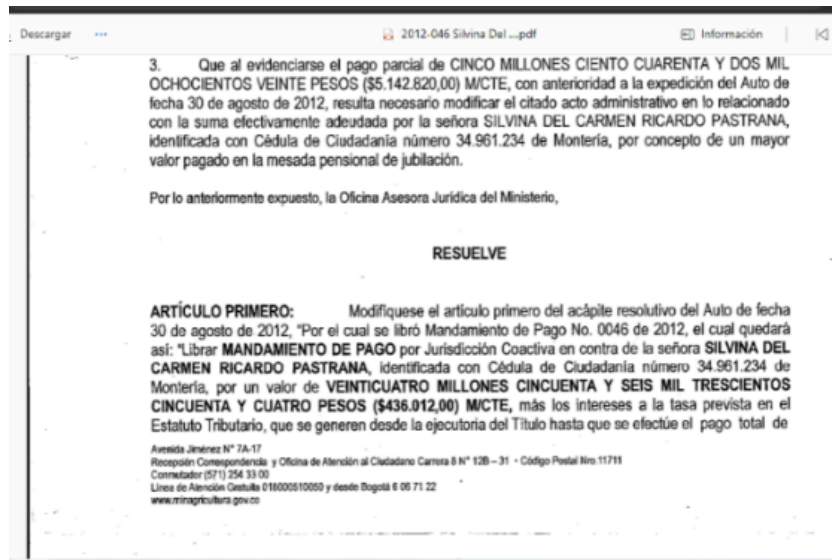 Descargar ··· 2012-046 Silvina Del ...pdf Información
3. Que al evidenciarse el pago parcial de CINCO MILLONES CIENTO CUARENTA Y DOS MIL
OCHOCIENTOS VEINTE PESOS ($5.142.820,00) M/CTE, con anterioridad a la expedición del Auto de
fecha 30 de agosto de 2012, resulta necesario modificar el citado acto administrativo en lo relacionado
con la suma efectivamente adeudada por la señora SILVINA DEL CARMEN RICARDO PASTRANA,
identificada con Cédula de Ciudadanía número 34.961.234 de Montería, por concepto de un mayor
valor pagado en la mesada pensional de jubilación.
Por lo anteriormente expuesto, la Oficina Asesora Jurídica del Ministerio,
RESUELVE
ARTÍCULO PRIMERO: Modifíquese el artículo primero del acápite resolutivo del Auto de fecha
30 de agosto de 2012, "Por el cual se libró Mandamiento de Pago No. 0046 de 2012, el cual quedará
así: "Librar MANDAMIENTO DE PAGO por Jurisdicción Coactiva en contra de la señora SILVINA DEL
CARMEN RICARDO PASTRANA, identificada con Cédula de Ciudadanía número 34.961.234 de
Montería, por un valor de VEINTICUATRO MILLONES CINCUENTA Y SEIS MIL TRESCIENTOS
CINCUENTA Y CUATRO PESOS ($436.012,00) M/CTE, más los intereses a la tasa prevista en el
Estatuto Tributario, que se generen desde la ejecutoria del Título hasta que se efectúe el pago total de
Avenida Jiménez N° 7A-17
Recepción Correspondencia y Oficina de Atención al Ciudadano Carrera 8 N° 12B – 31 - Código Postal Nro.11711
Conmutador (571) 254 33 00
Línea de Atención Gratuita 018000510050 y desde Bogotá 6 06 71 22
www.minagricultura.gov.co